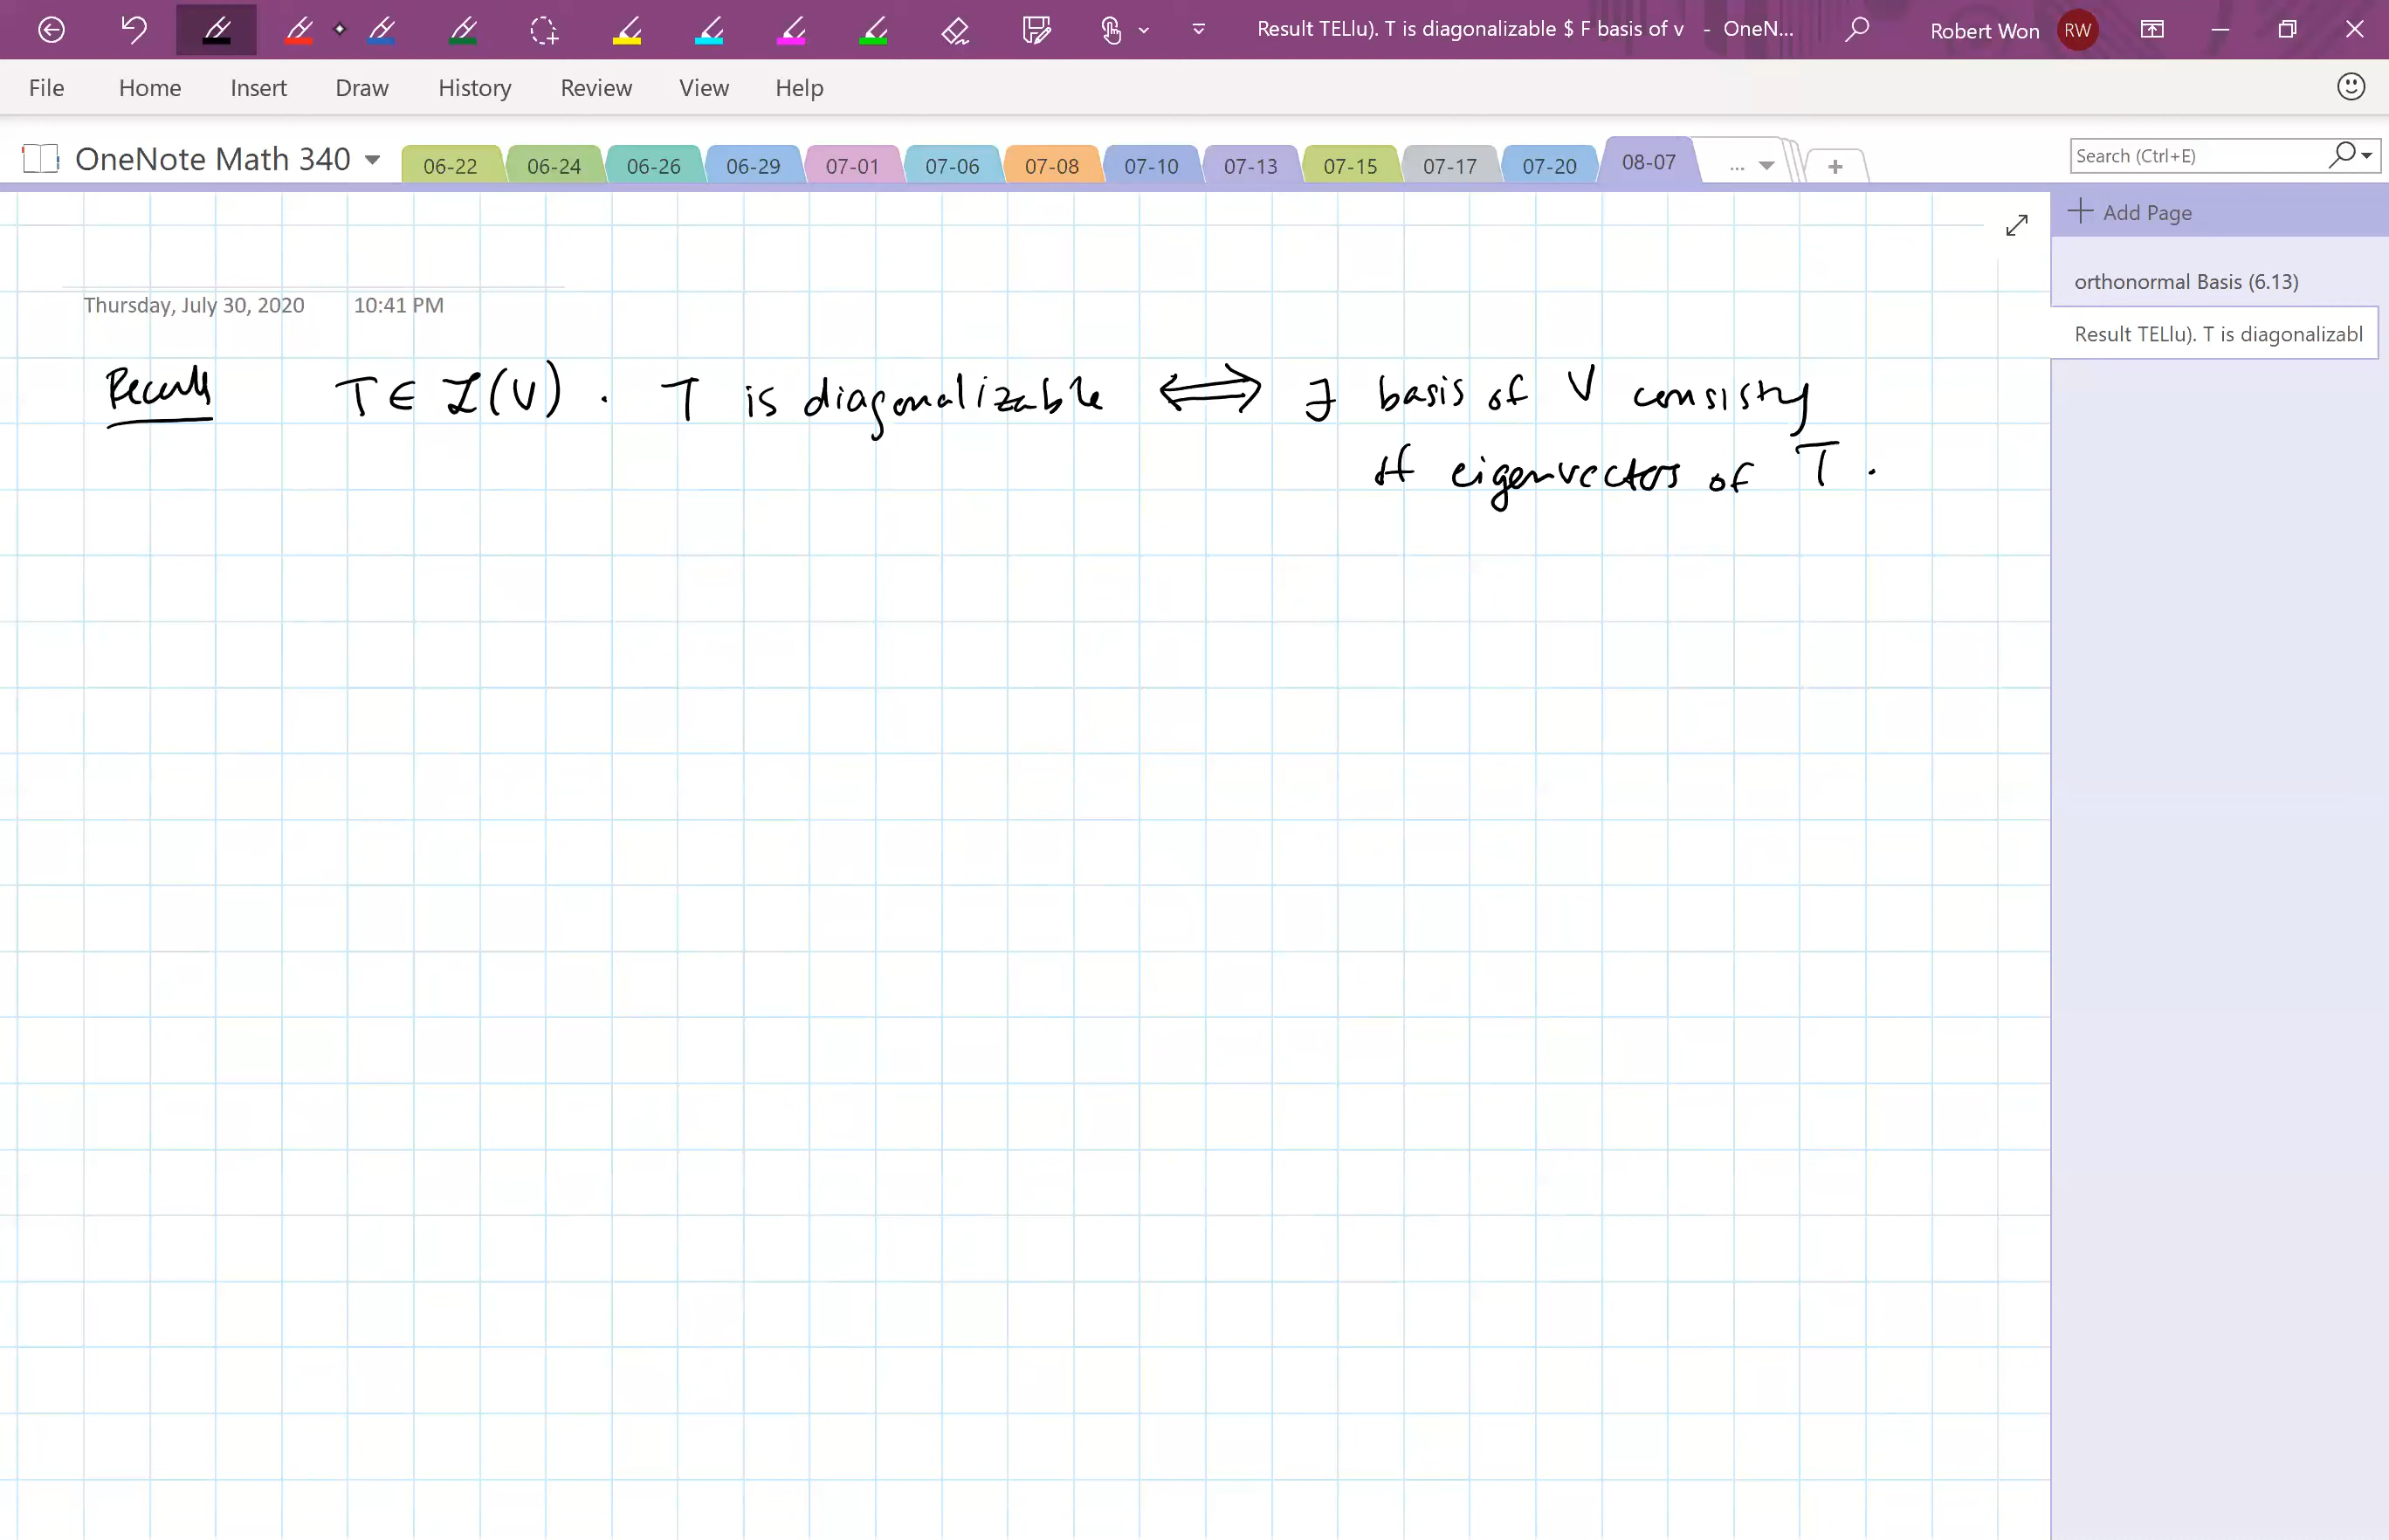 Result TELlu). T is diagonalizable $ F basis of v - OneN...
Robert Won RW
File Home Insert Draw History Review View Help
OneNote Math 340 06-22 06-24 06-26 06-29 07-01 07-06 07-08 07-10 07-13 07-15 07-17 07-20 08-07 ... +
Search (Ctrl+E)
Add Page
orthonormal Basis (6.13)
Result TELlu). T is diagonalizabl
Thursday, July 30, 2020 10:41 PM
Recall T ∈ ℒ(V). T is diagonalizable ⟺ ∃ basis of V consisty
of eigenvectors of T.